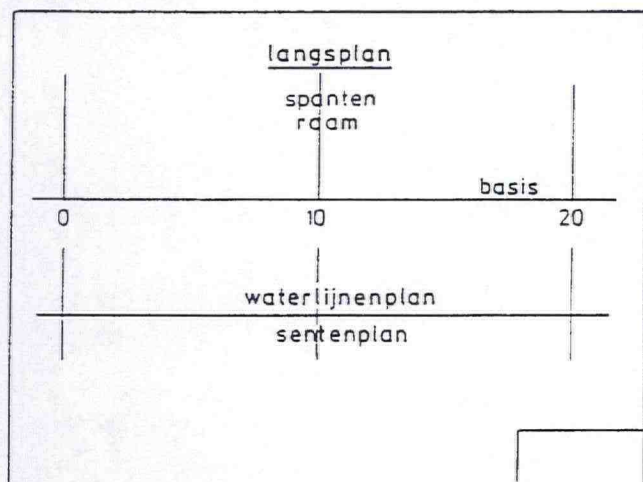 langsplan
spanten
raam
basis
0 10 20
waterlijnenplan
sentenplan